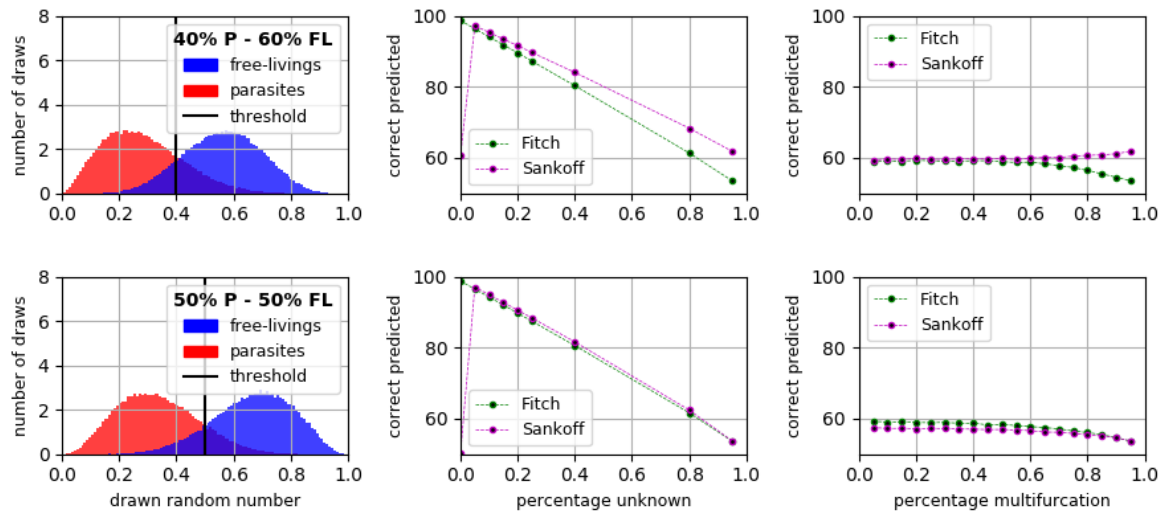 number of draws
8
6
4
2
0
40% P - 60% FL
free-livings
parasites
threshold
0.0 0.2 0.4 0.6 0.8 1.0
correct predicted
100
80
60
Fitch
Sankoff
0.0 0.2 0.4 0.6 0.8 1.0
correct predicted
100
80
60
Fitch
Sankoff
0.0 0.2 0.4 0.6 0.8 1.0
number of draws
8
6
4
2
0
50% P - 50% FL
free-livings
parasites
threshold
0.0 0.2 0.4 0.6 0.8 1.0
drawn random number
correct predicted
100
80
60
Fitch
Sankoff
0.0 0.2 0.4 0.6 0.8 1.0
percentage unknown
correct predicted
100
80
60
Fitch
Sankoff
0.0 0.2 0.4 0.6 0.8 1.0
percentage multifurcation